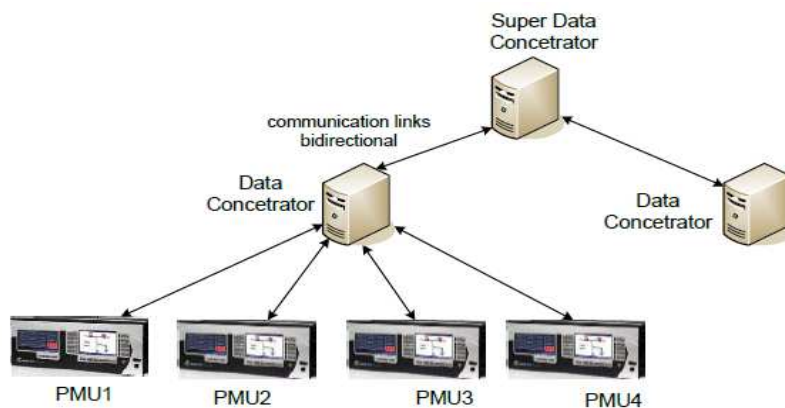 Super Data
Concetrator
communication links
bidirectional
Data
Concetrator
Data
Concetrator
PMU1
PMU2
PMU3
PMU4